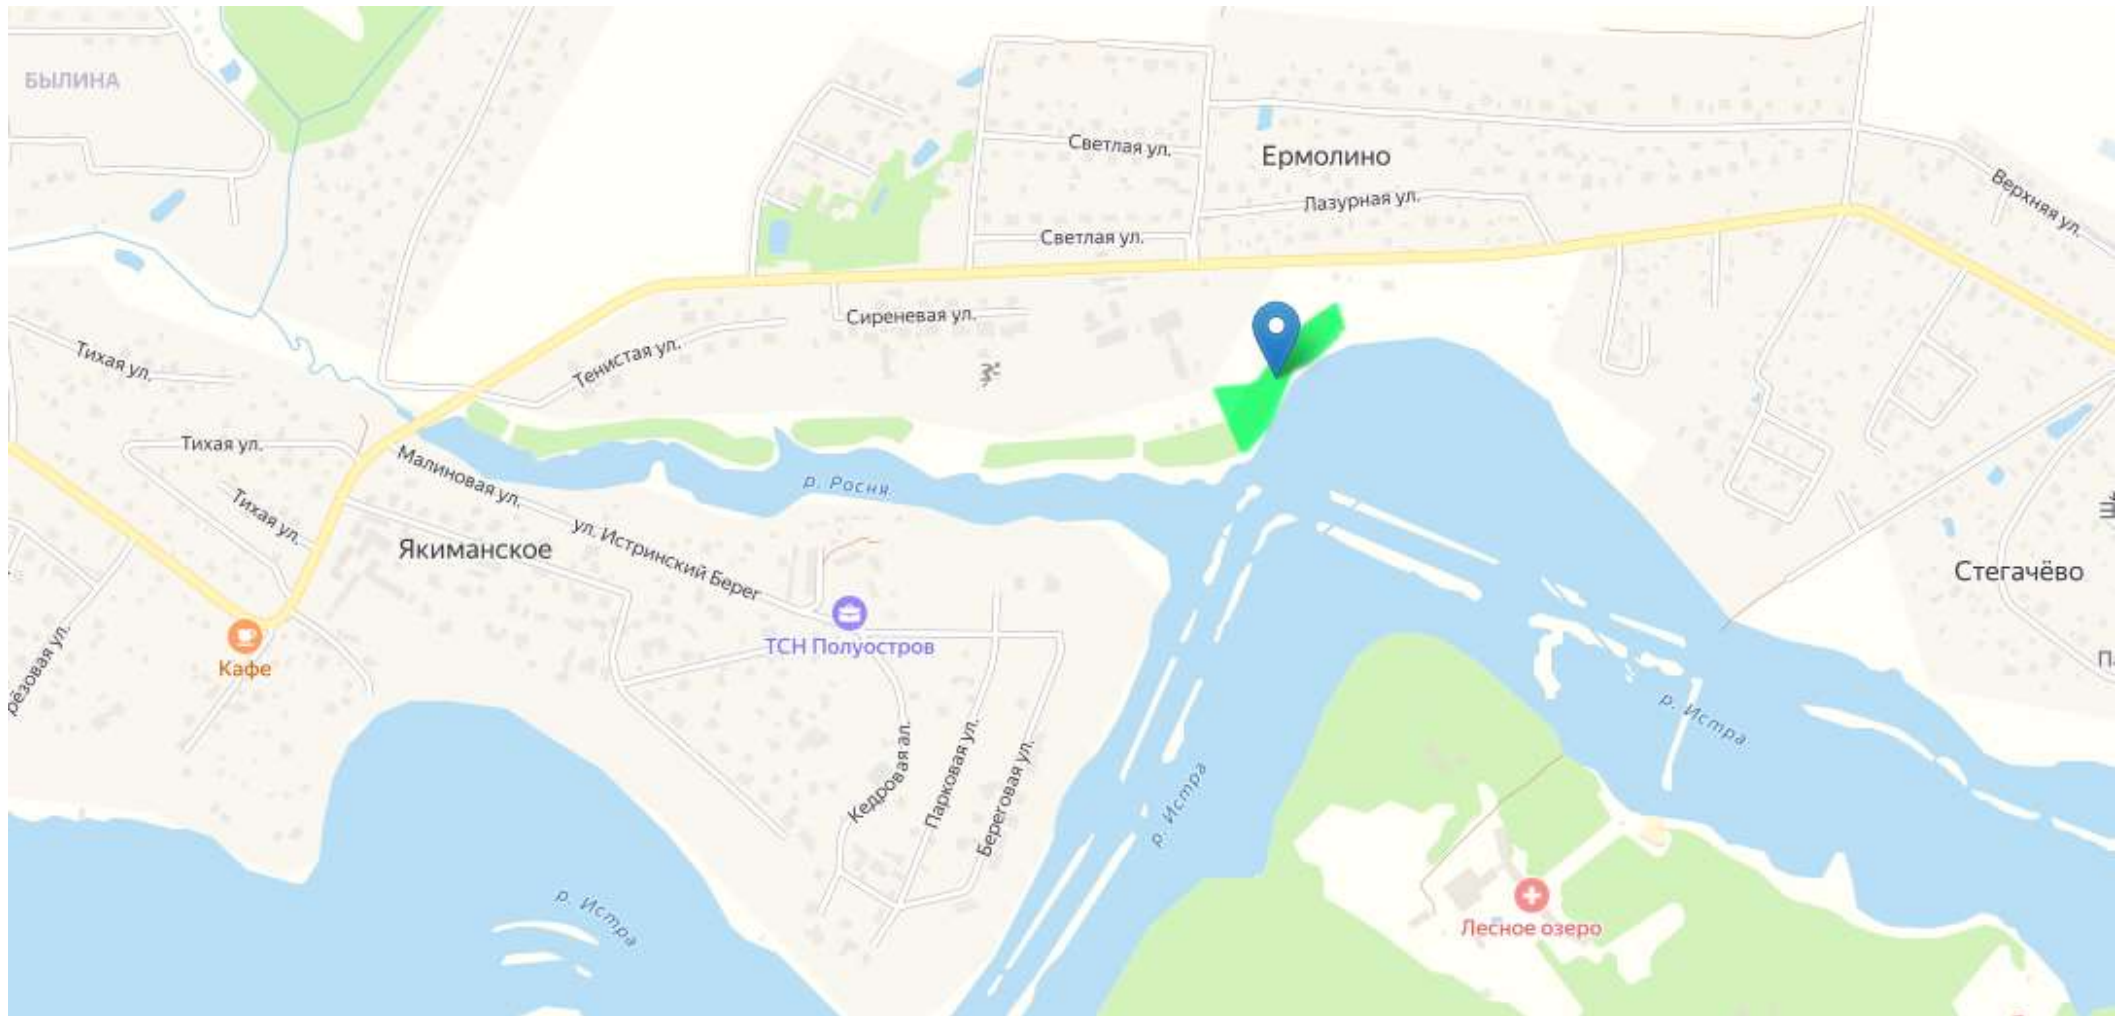 БЫЛИНА
Светлая ул.
Ермолино
Верхняя ул.
Лазурная ул.
Светлая ул.
Сиреневая ул.
Тенистая ул.
Тихая ул.
Тихая ул.
Малиновая ул.
р. Росня
Тихая ул.
ул. Истринский Берег
Якиманское
Стегачёво
ТСН Полуостров
Кафе
р. Истра
Кедровая ал.
Парковая ул.
Береговая ул.
р. Истра
р. Истра
Лесное озеро